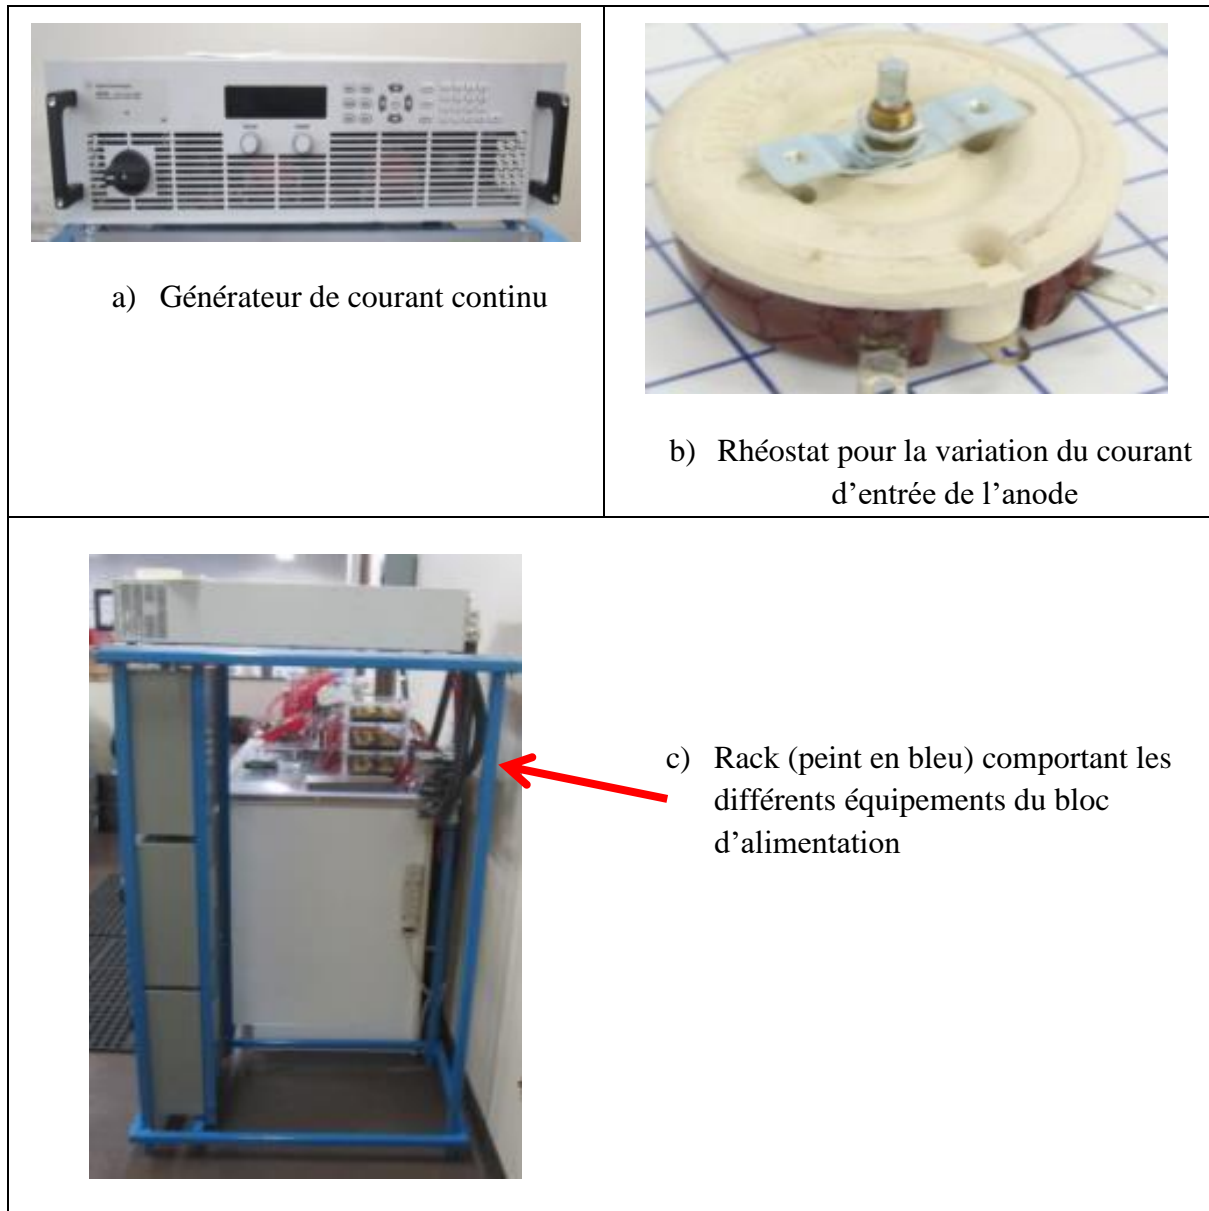 a) Générateur de courant continu
b) Rhéostat pour la variation du courant
d’entrée de l’anode
c) Rack (peint en bleu) comportant les
différents équipements du bloc
d’alimentation